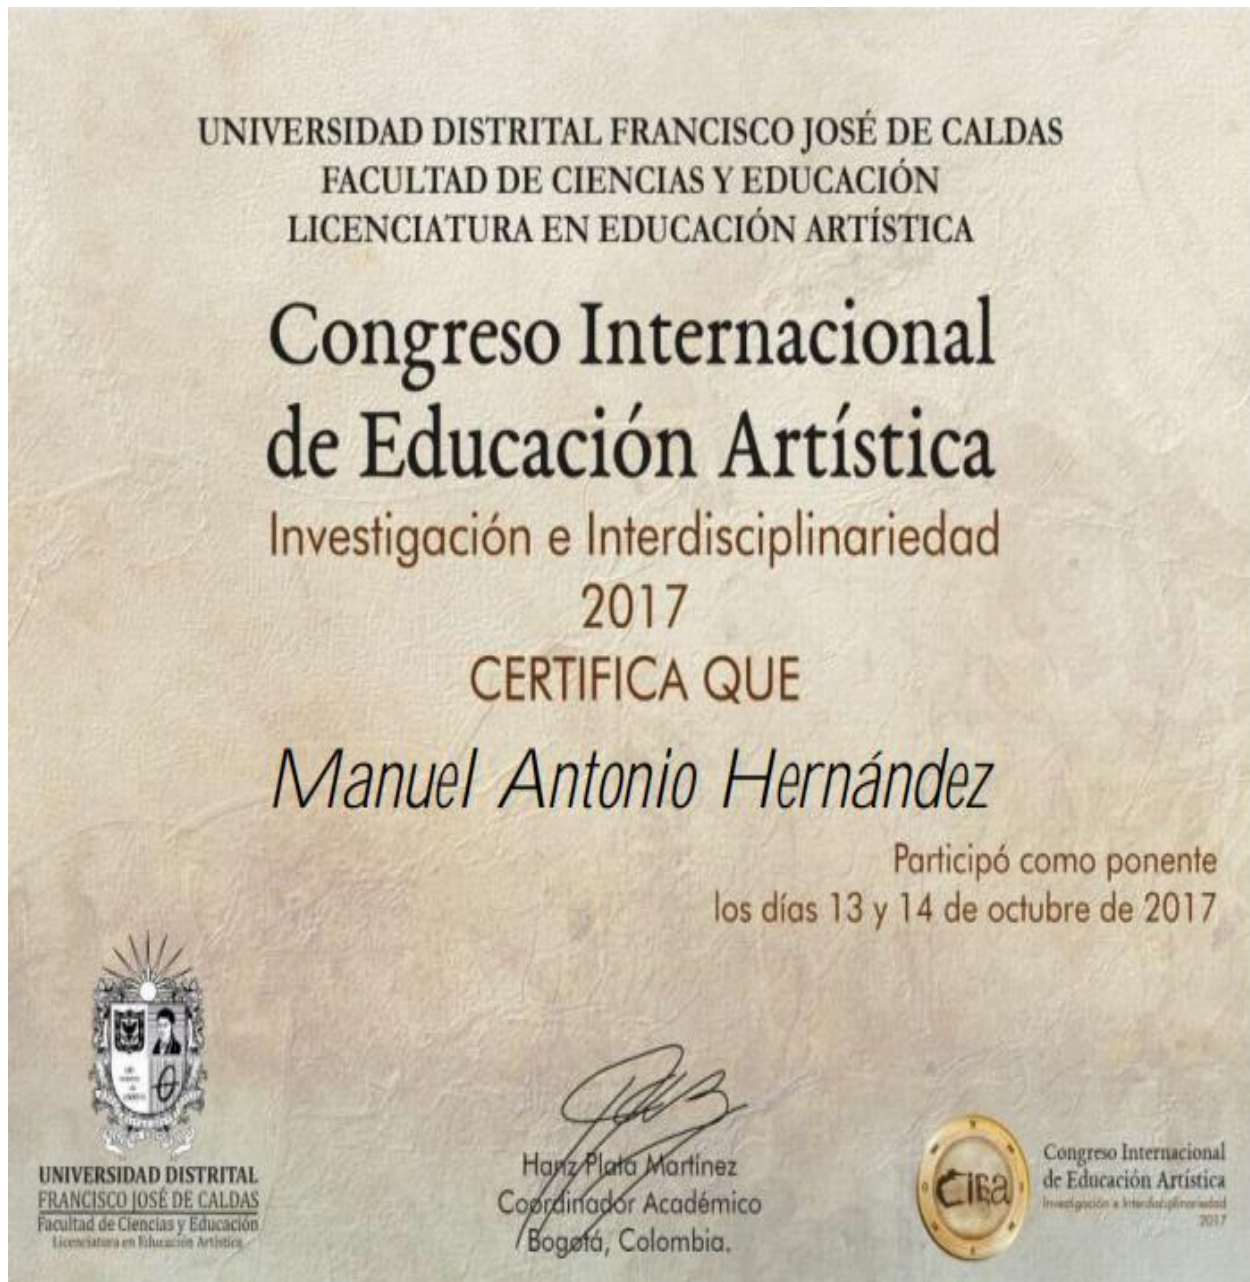 UNIVERSIDAD DISTRITAL FRANCISCO JOSÉ DE CALDAS
FACULTAD DE CIENCIAS Y EDUCACIÓN
LICENCIATURA EN EDUCACIÓN ARTÍSTICA
Congreso Internacional
de Educación Artística
Investigación e Interdisciplinariedad
2017
CERTIFICA QUE
Manuel Antonio Hernández
Participó como ponente
los días 13 y 14 de octubre de 2017
UNIVERSIDAD DISTRITAL
FRANCISCO JOSÉ DE CALDAS
Facultad de Ciencias y Educación
Licenciatura en Educación Artística
Hanz Plata Martínez
Coordinador Académico
Bogotá, Colombia.
CIEA
Congreso Internacional
de Educación Artística
Investigación e Interdisciplinariedad
2017